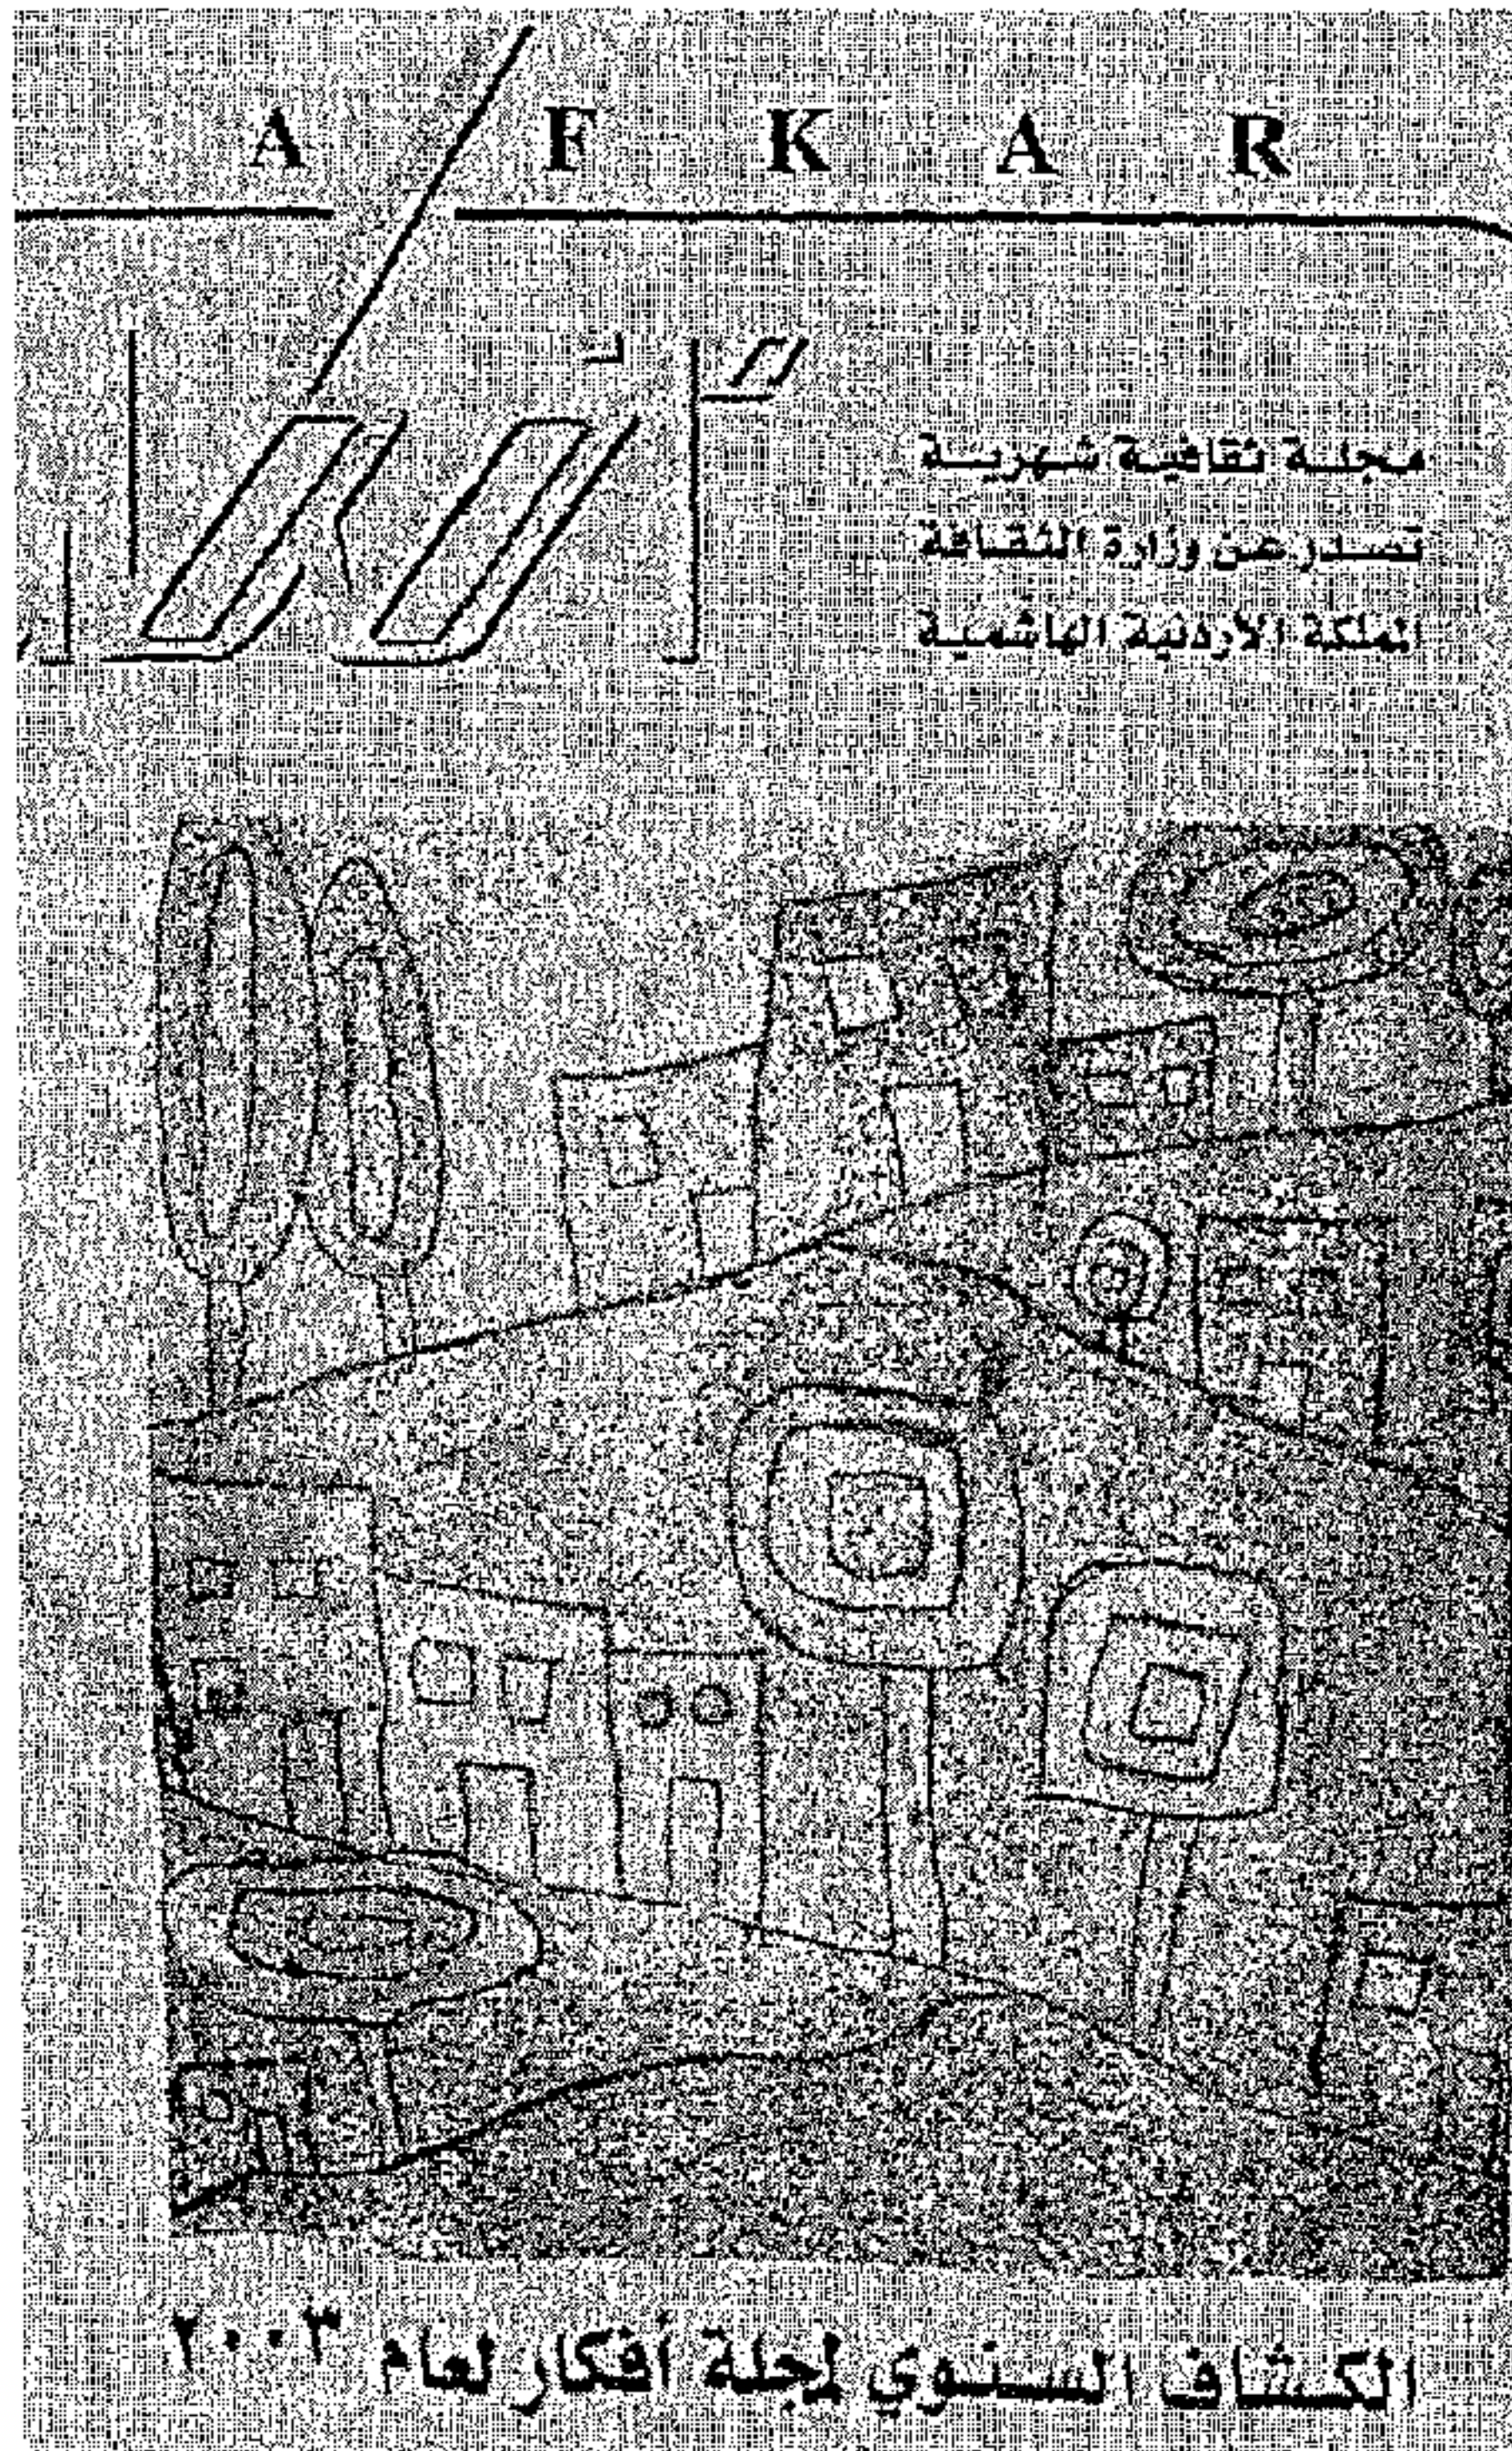 A F K A R
أفكار
مجلة ثقافية شهرية
تصدر عن وزارة الثقافة
المملكة الأردنية الهاشمية
الكشاف السنوي لمجلة أفكار لعام ٢٠٠٣